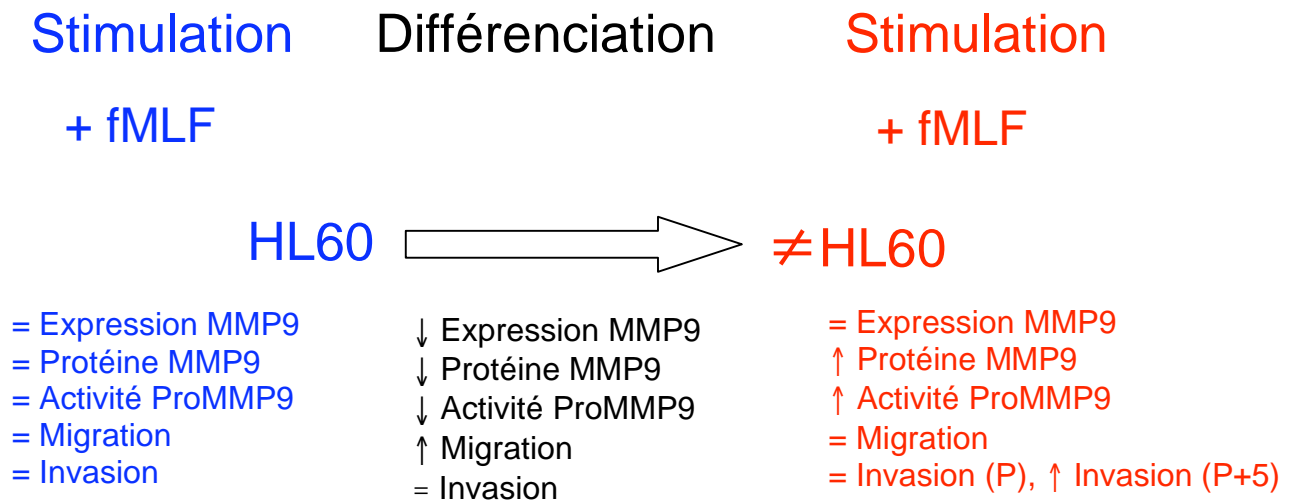 Stimulation Différenciation Stimulation
+ fMLF + fMLF
HL60 ≠HL60
= Expression MMP9
= Protéine MMP9
= Activité ProMMP9
= Migration
= Invasion
↓ Expression MMP9
↓ Protéine MMP9
↓ Activité ProMMP9
↑ Migration
= Invasion
= Expression MMP9
↑ Protéine MMP9
↑ Activité ProMMP9
= Migration
= Invasion (P), ↑ Invasion (P+5)